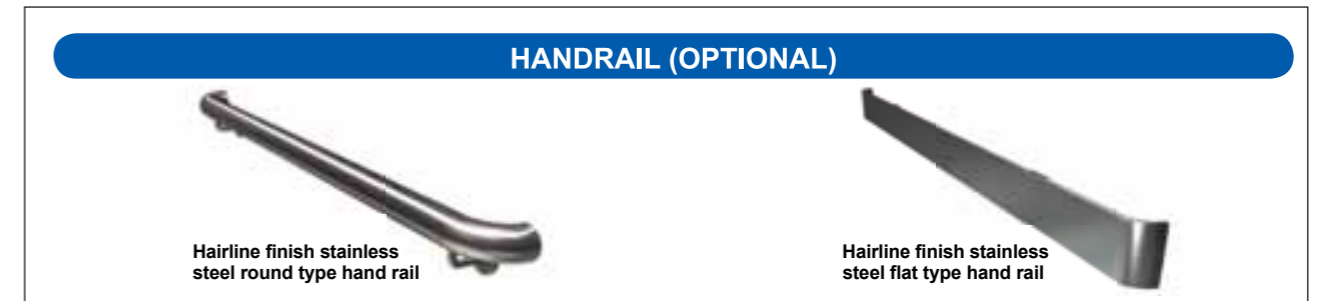 HANDRAIL (OPTIONAL)
Hairline finish stainless
steel round type hand rail
Hairline finish stainless
steel flat type hand rail